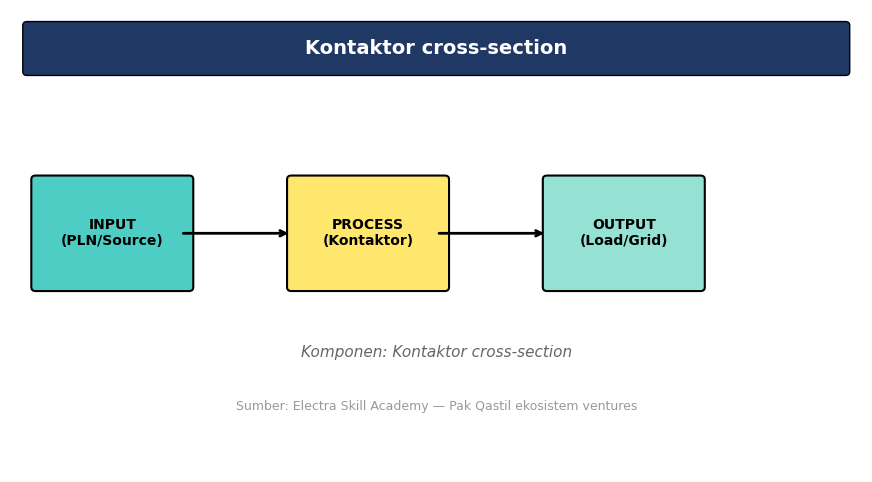 Kontaktor cross-section
INPUT
(PLN/Source)
PROCESS
(Kontaktor)
OUTPUT
(Load/Grid)
Komponen: Kontaktor cross-section
Sumber: Electra Skill Academy — Pak Qastil ekosistem ventures